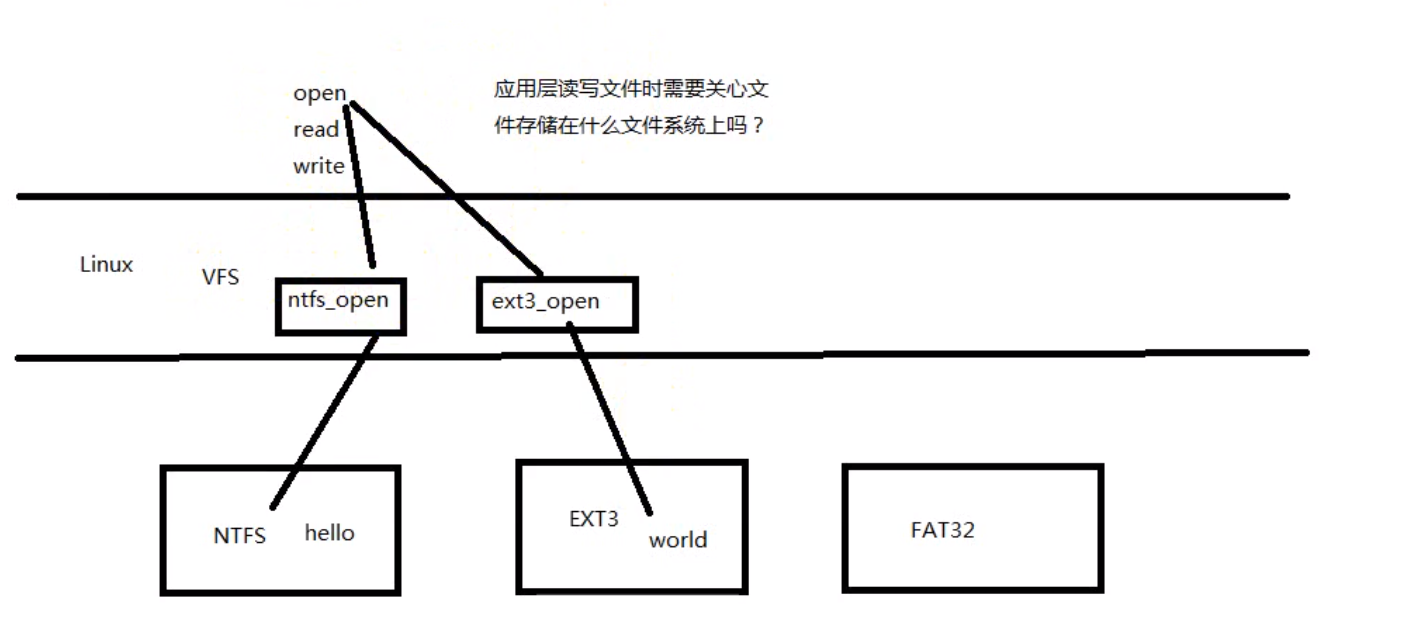 open
read
write
应用层读写文件时需要关心文
件存储在什么文件系统上吗？
Linux
VFS
ntfs_open
ext3_open
NTFS
hello
EXT3
world
FAT32